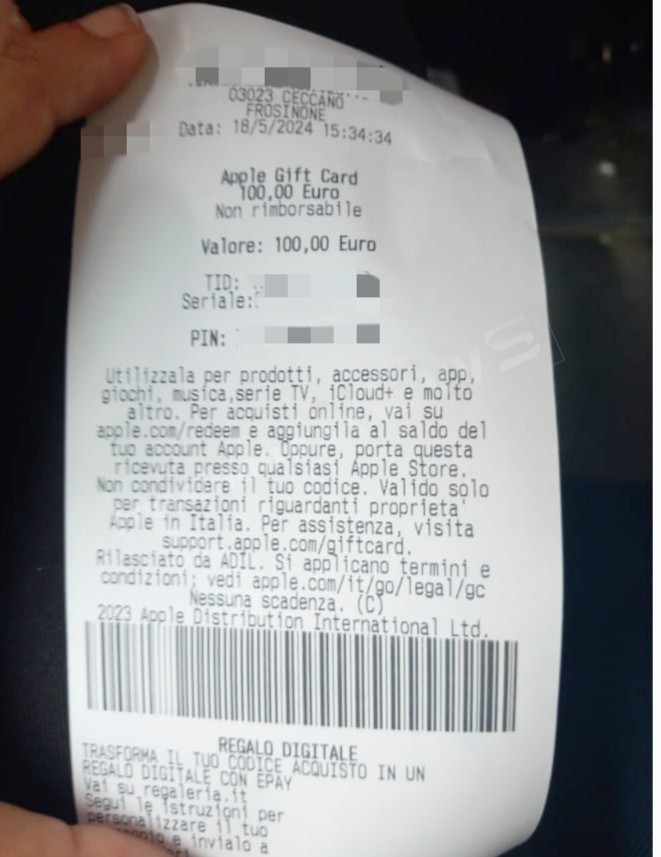 03023 CECCANO
FROSINONE
Data: 18/5/2024 15:34:34
Apple Gift Card
100,00 Euro
Non rimborsabile
Valore: 100,00 Euro
TID:
Seriale:
PIN:
Utilizzala per prodotti, accessori, app,
giochi, musica,serie TV, iCloud+ e molto
altro. Per acquisti online, vai su
apple.com/redeem e aggiungila al saldo del
tuo account Apple. Oppure, porta questa
ricevuta presso qualsiasi Apple Store.
Non condividere il tuo codice. Valido solo
per transazioni riguardanti proprieta'
Apple in Italia. Per assistenza, visita
support.apple.com/giftcard.
Rilasciato da ADIL. Si applicano termini e
condizioni; vedi apple.com/it/go/legal/gc
Nessuna scadenza. (C)
2023 Apple Distribution International Ltd.
REGALO DIGITALE
TRASFORMA IL TUO CODICE ACQUISTO IN UN
REGALO DIGITALE CON EPAY
Vai su regaleria.it
Segui le istruzioni per
personalizzare il tuo
e invialo a